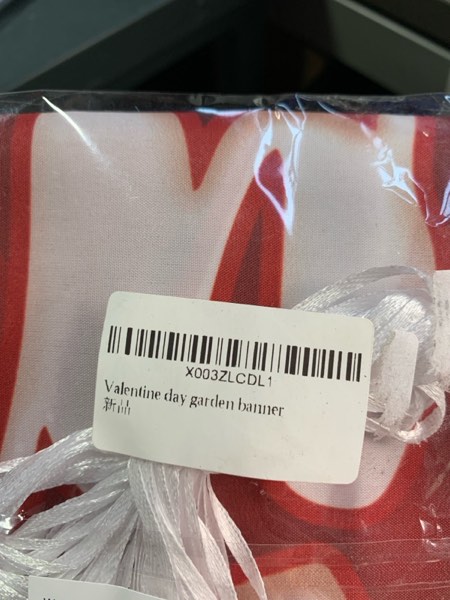 X003ZLCDL1
Valentine day garden banner
新品